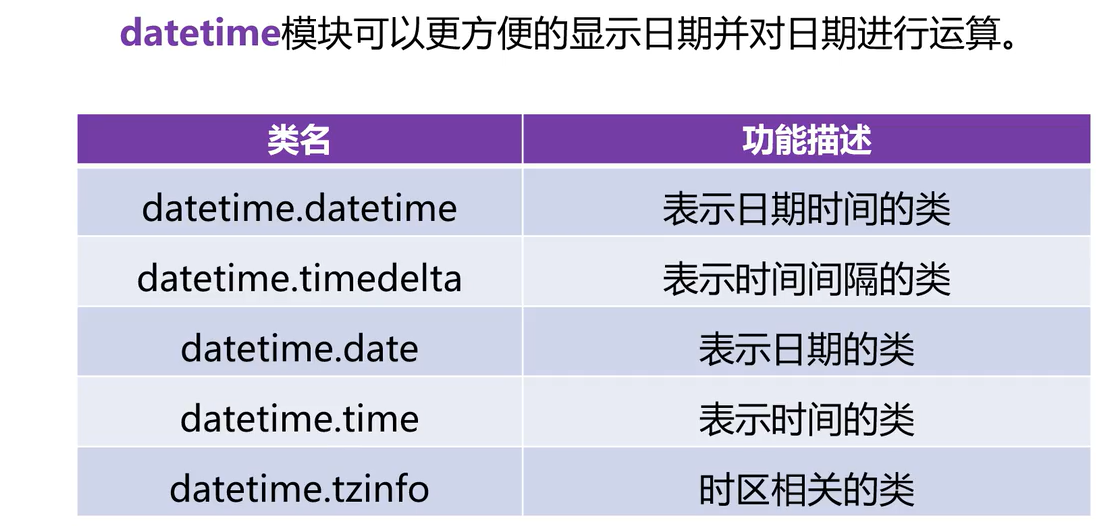 datetime模块可以更方便的显示日期并对日期进行运算。
类名 功能描述
datetime.datetime 表示日期时间的类
datetime.timedelta 表示时间间隔的类
datetime.date 表示日期的类
datetime.time 表示时间的类
datetime.tzinfo 时区相关的类